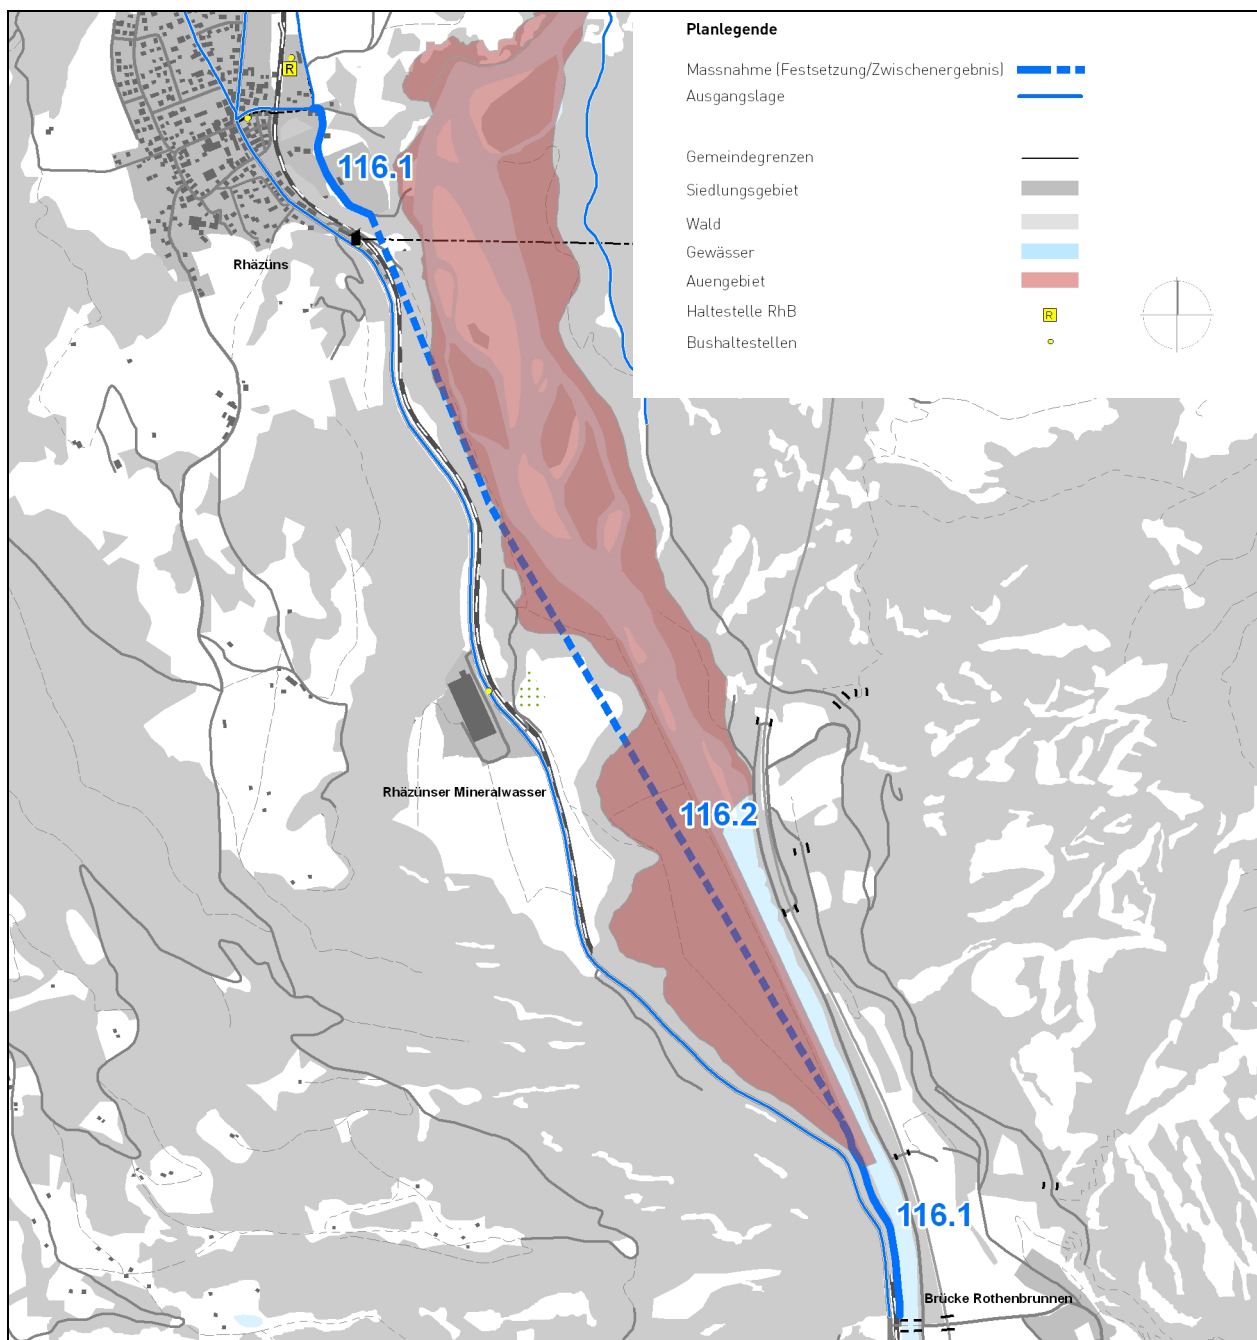 Planlegende
Massnahme (Festsetzung/Zwischenergebnis)
Ausgangslage
Gemeindegrenzen
Siedlungsgebiet
Wald
Gewässer
Auengebiet
Haltestelle RhB
R
Bushaltestellen
R
116.1
Rhäzüns
Rhäzünser Mineralwasser
116.2
116.1
Brücke Rothenbrunnen